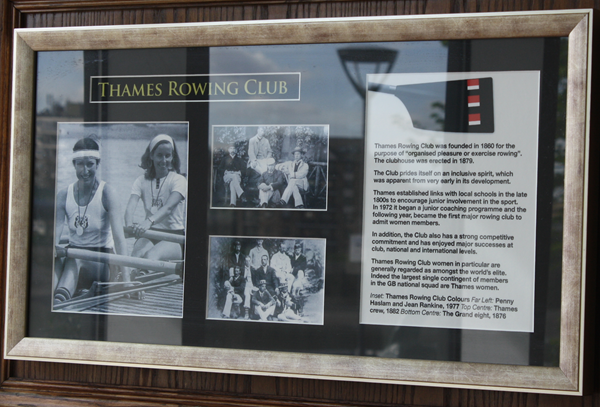 THAMES ROWING CLUB
Thames Rowing Club was founded in 1860 for the
purpose of "organised pleasure or exercise rowing".
The clubhouse was erected in 1879.
The Club prides itself on an inclusive spirit, which
was apparent from very early in its development.
Thames established links with local schools in the late
1800s to encourage junior involvement in the sport.
In 1972 it began a junior coaching programme and the
following year, became the first major rowing club to
admit women members.
In addition, the Club also has a strong competitive
commitment and has enjoyed major successes at
club, national and international levels.
Thames Rowing Club women in particular are
generally regarded as amongst the world's elite.
Indeed the largest single contingent of members
in the GB national squad are Thames women.
Inset: Thames Rowing Club Colours Far Left: Penny
Haslam and Jean Rankine, 1977 Top Centre: Thames
crew, 1882 Bottom Centre: The Grand eight, 1876